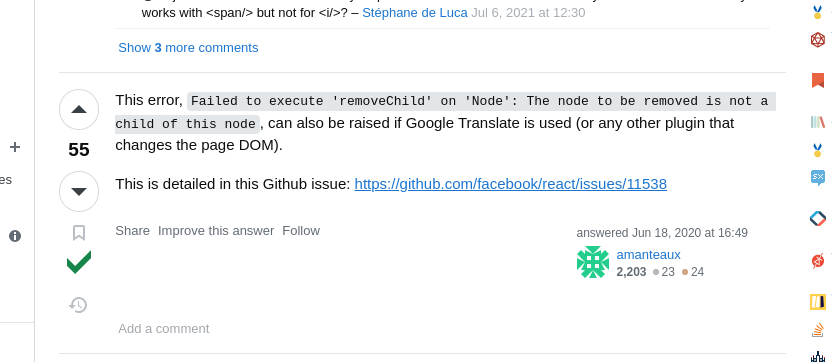 works with <span/> but not for <i/>? – Stéphane de Luca Jul 6, 2021 at 12:30
Show 3 more comments
This error, Failed to execute 'removeChild' on 'Node': The node to be removed is not a
child of this node, can also be raised if Google Translate is used (or any other plugin that
changes the page DOM).
55
This is detailed in this Github issue: https://github.com/facebook/react/issues/11538
es
Share Improve this answer Follow
answered Jun 18, 2020 at 16:49
amanteaux
2,203 23 24
Add a comment